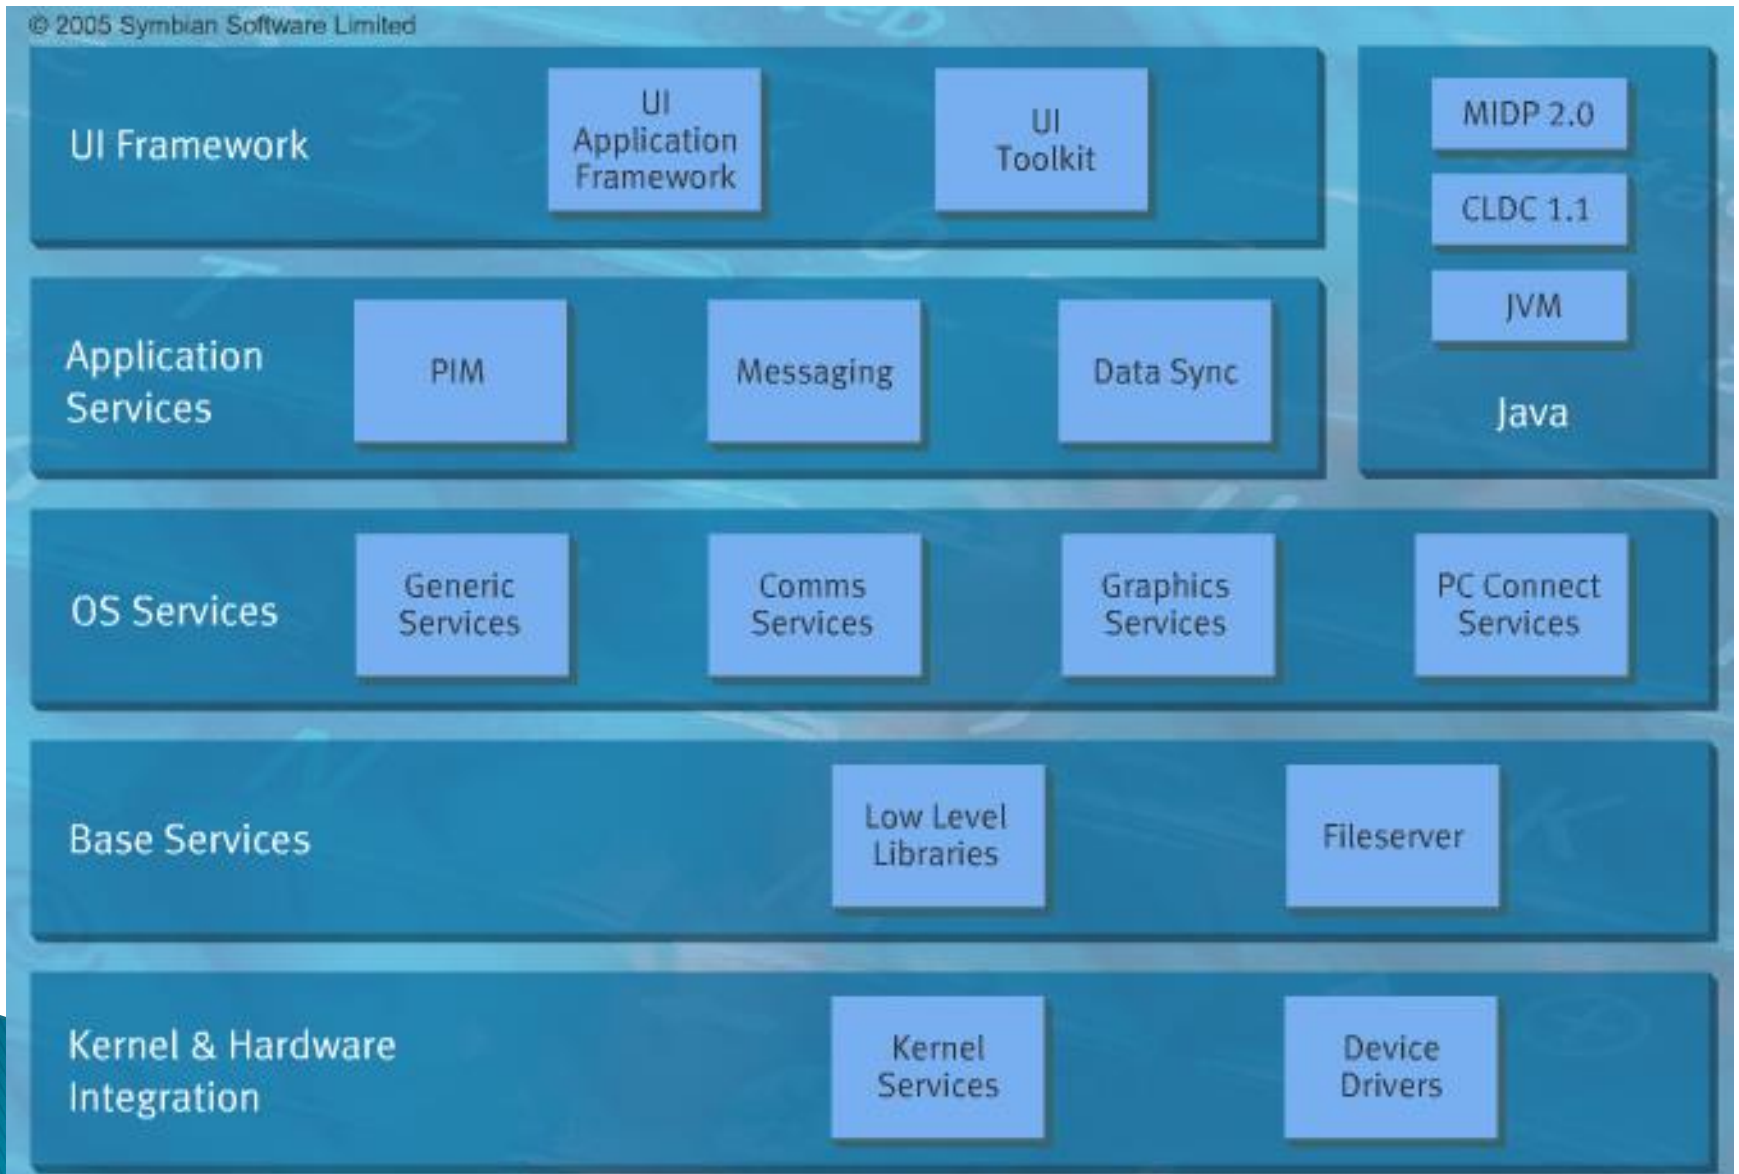 © 2005 Symbian Software Limited
UI Framework
UI
Application
Framework
UI
Toolkit
MIDP 2.0
CLDC 1.1
JVM
Java
Application
Services
PIM
Messaging
Data Sync
OS Services
Generic
Services
Comms
Services
Graphics
Services
PC Connect
Services
Base Services
Low Level
Libraries
Fileserver
Kernel & Hardware
Integration
Kernel
Services
Device
Drivers